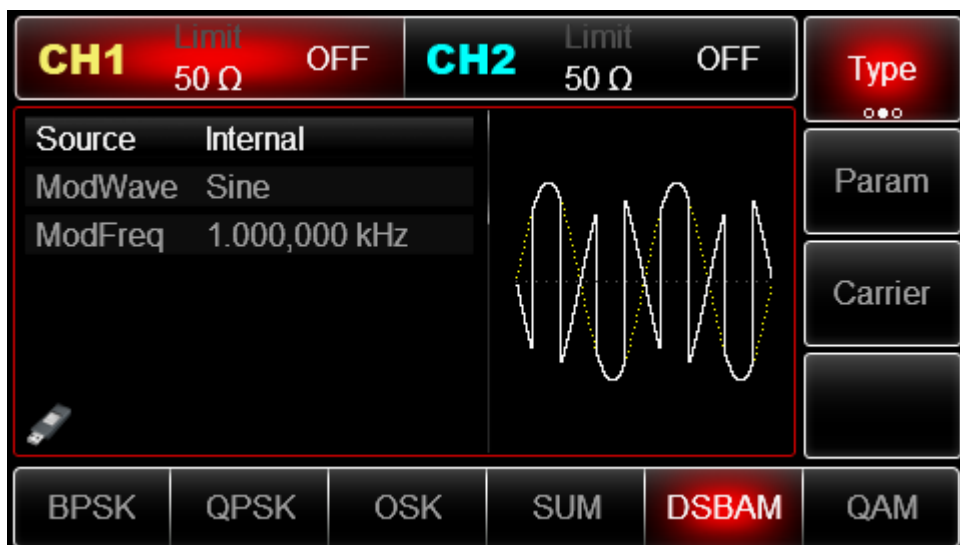 CH1 Limit 50 Ω OFF CH2 Limit 50 Ω OFF Type
Source Internal
ModWave Sine
ModFreq 1.000,000 kHz
Param
Carrier
BPSK QPSK OSK SUM DSBAM QAM